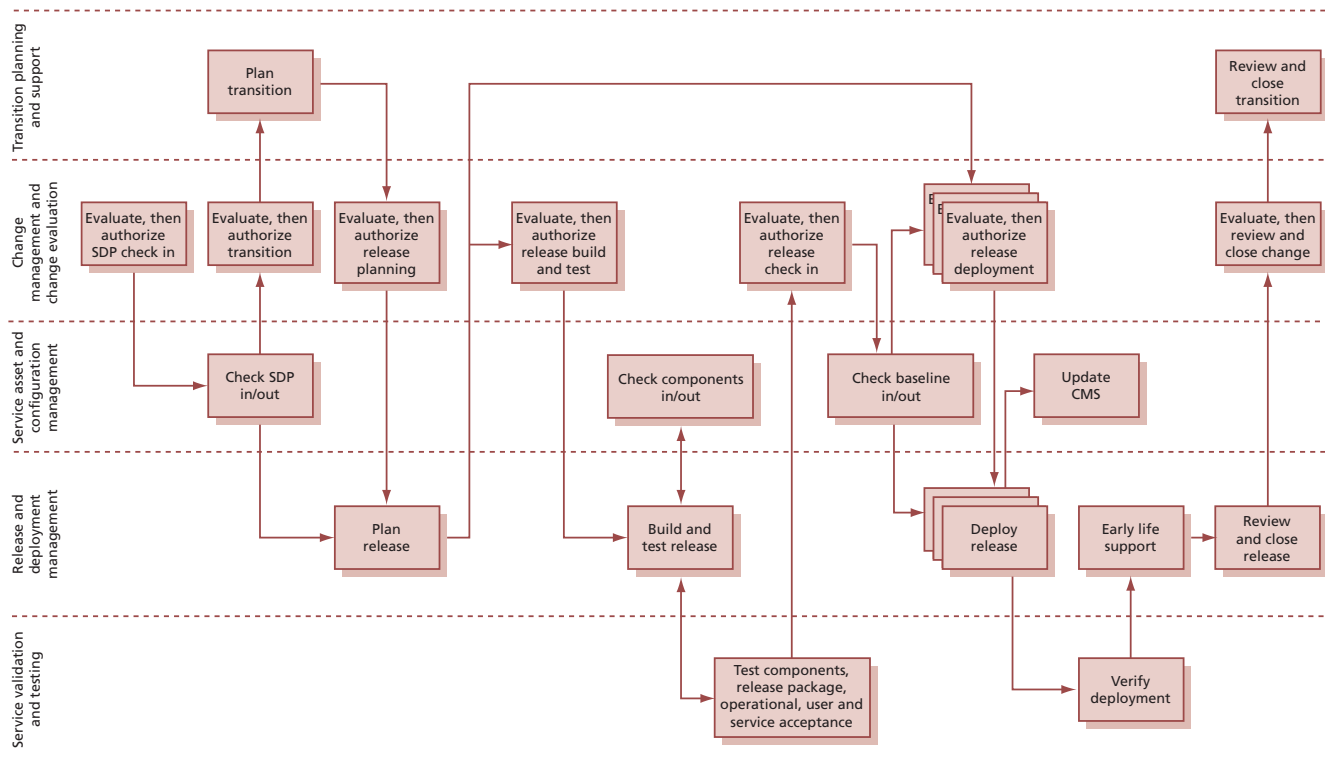 Transition planning
and support
Plan
transition
Review and
close
transition
Change
management and
change evaluation
Evaluate, then
authorize
SDP check in
Evaluate, then
authorize
transition
Evaluate, then
authorize
release
planning
Evaluate, then
authorize
release build
and test
Evaluate, then
authorize
release
check in
E
E
Evaluate, then
authorize
release
deployment
Evaluate, then
review and
close change
Service asset and
configuration
management
Check SDP
in/out
Check components
in/out
Check baseline
in/out
Update
CMS
Release and
deployment
management
Plan
release
Build and
test release
Deploy
release
Early life
support
Review
and close
release
Service validation
and testing
Test components,
release package,
operational, user and
service acceptance
Verify
deployment